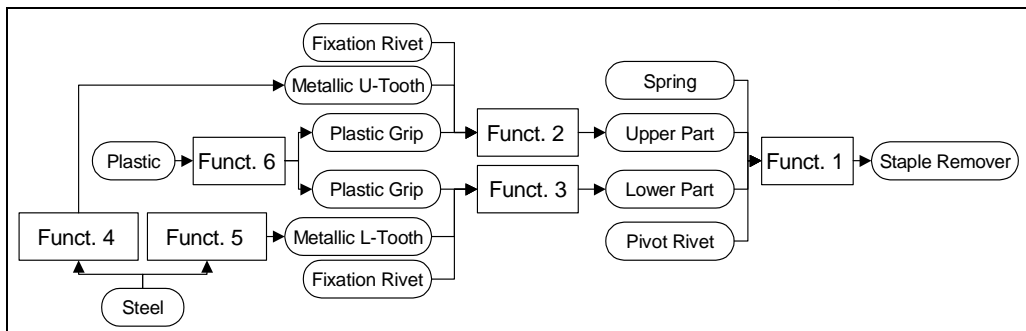 Fixation Rivet
Metallic U-Tooth
Spring
Plastic Grip
Funct. 2
Upper Part
Plastic
Funct. 6
Funct. 1
Staple Remover
Plastic Grip
Funct. 3
Lower Part
Funct. 4
Funct. 5
Metallic L-Tooth
Pivot Rivet
Fixation Rivet
Steel